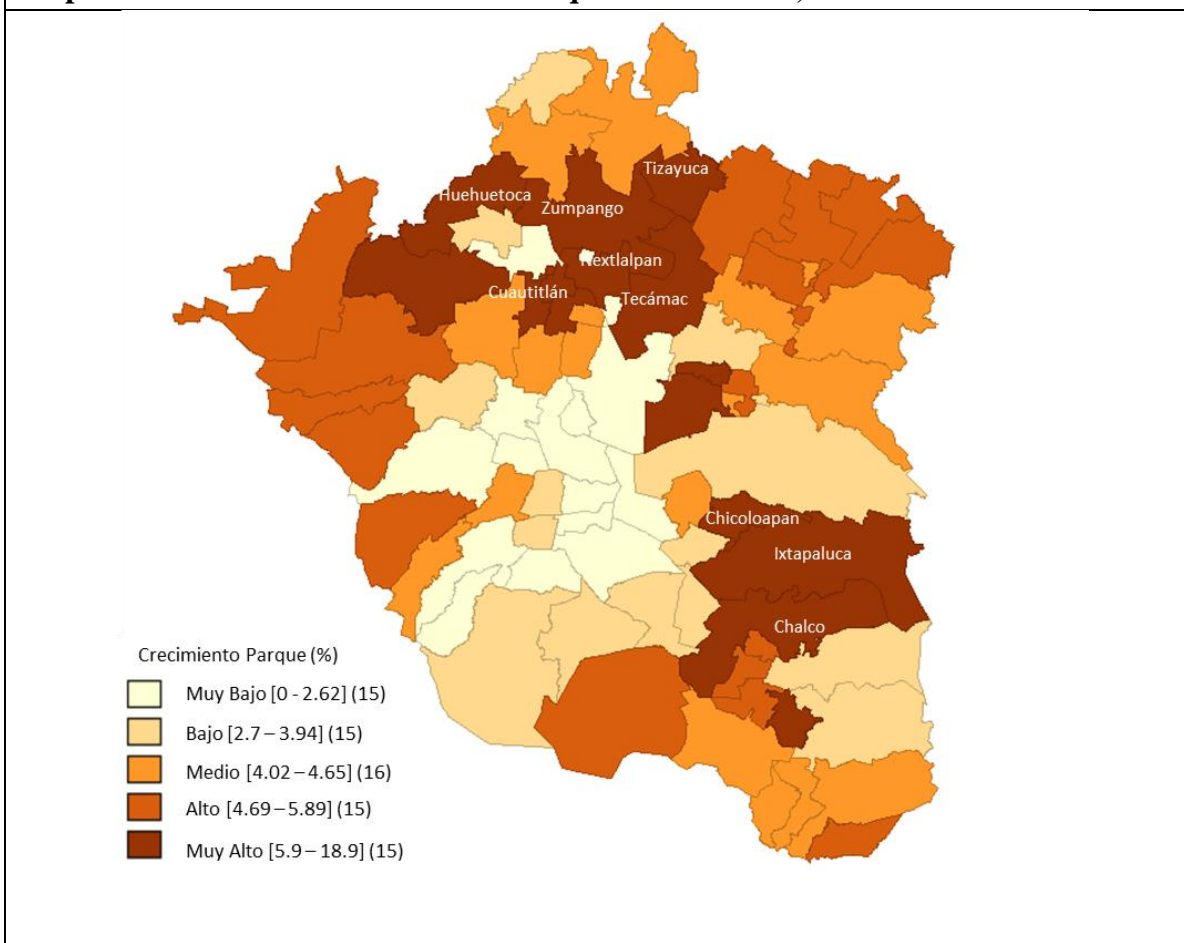 Tizayuca
Huehuetoca
Zumpango
Nextlalpan
Cuautitlán
Tecámac
Chicoloapan
Ixtapaluca
Chalco
Crecimiento Parque (%)
Muy Bajo [0 - 2.62] (15)
Bajo [2.7 – 3.94] (15)
Medio [4.02 – 4.65] (16)
Alto [4.69 – 5.89] (15)
Muy Alto [5.9 – 18.9] (15)